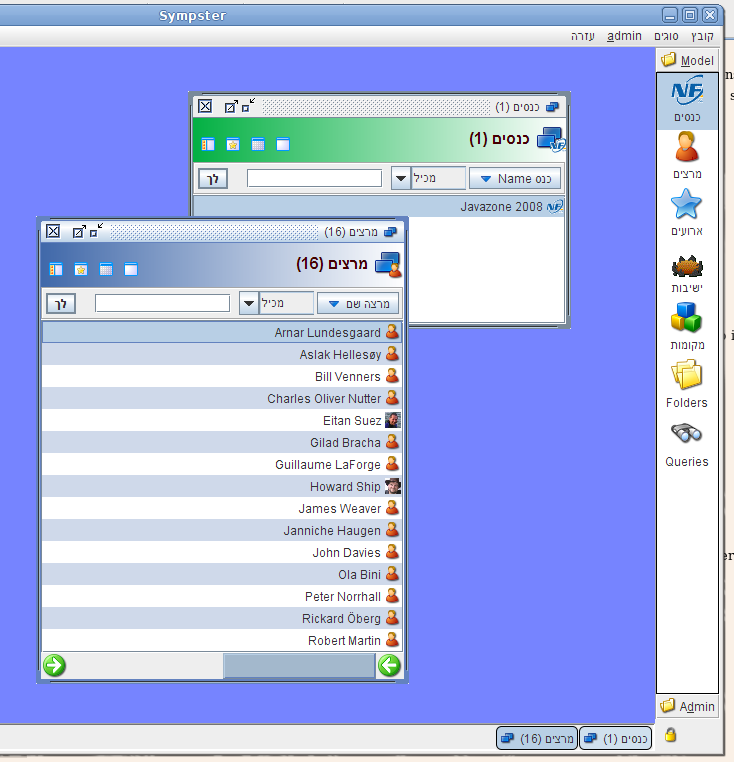 Sympster
קובץ סוגים admin עזרה
Model
כנסים
מרצים
ארועים
ישיבות
מקומות
Folders
Queries
Admin
כנסים (1)
כנסים (1)
כנס Name מכיל לך
Javazone 2008
מרצים (16)
מרצים (16)
מרצה שם מכיל לך
Arnar Lundesgaard
Aslak Hellesøy
Bill Venners
Charles Oliver Nutter
Eitan Suez
Gilad Bracha
Guillaume LaForge
Howard Ship
James Weaver
Janniche Haugen
John Davies
Ola Bini
Peter Norrhall
Rickard Öberg
Robert Martin
כנסים (1) מרצים (16)